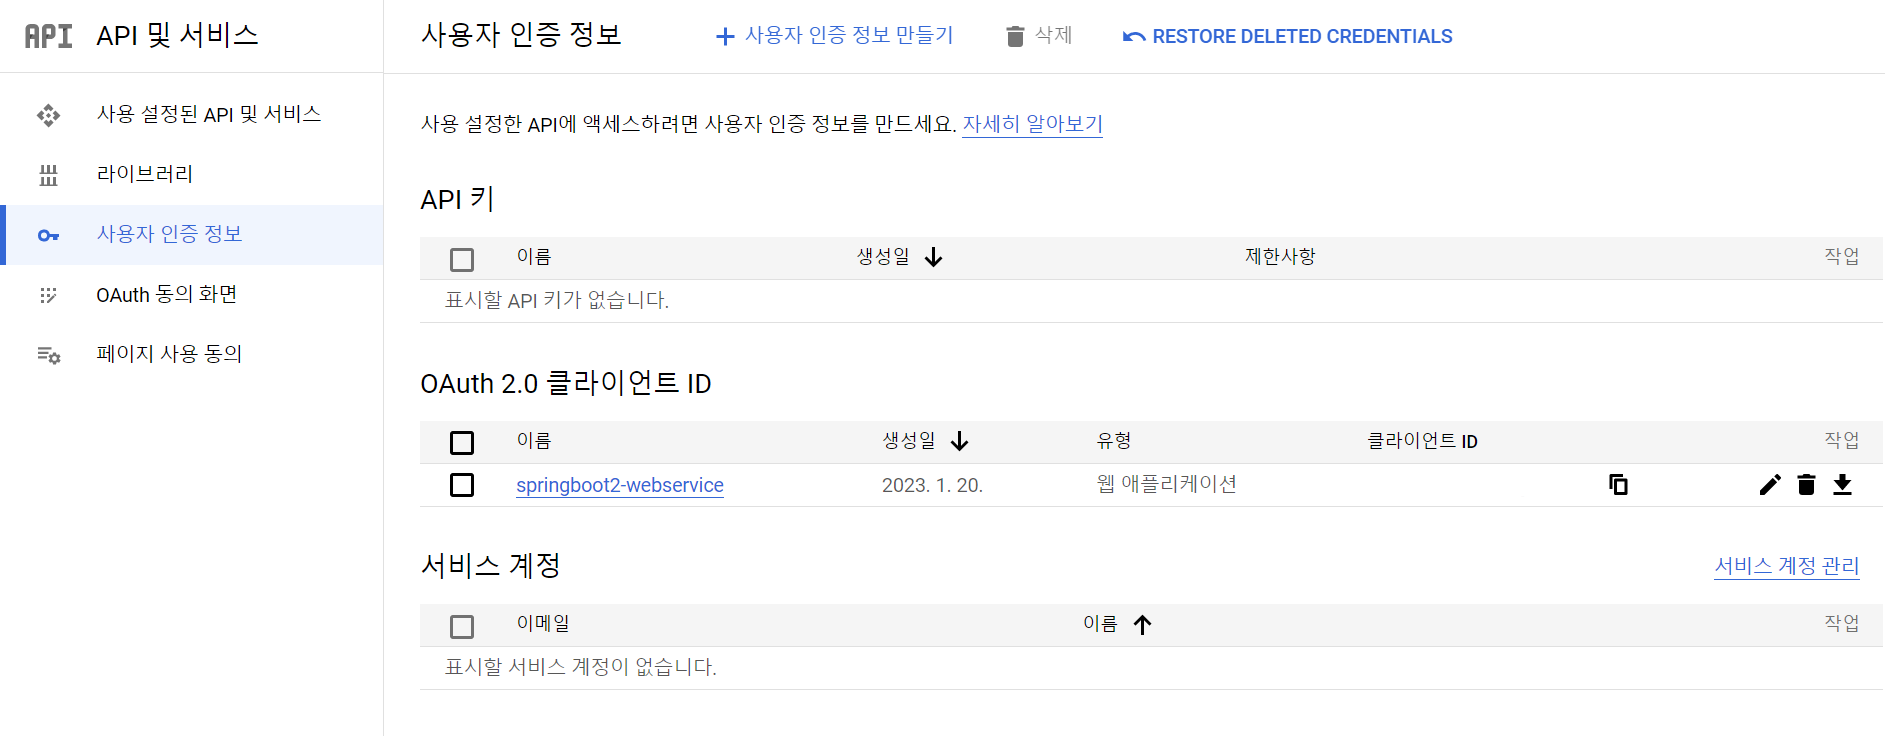 API API 및 서비스
사용 설정된 API 및 서비스
라이브러리
사용자 인증 정보
OAuth 동의 화면
페이지 사용 동의
사용자 인증 정보 사용자 인증 정보 만들기 삭제 RESTORE DELETED CREDENTIALS
사용 설정한 API에 액세스하려면 사용자 인증 정보를 만드세요. 자세히 알아보기
API 키
이름 생성일 제한사항 작업
표시할 API 키가 없습니다.
OAuth 2.0 클라이언트 ID
이름 생성일 유형 클라이언트 ID 작업
springboot2-webservice 2023. 1. 20. 웹 애플리케이션
서비스 계정 서비스 계정 관리
이메일 이름 작업
표시할 서비스 계정이 없습니다.